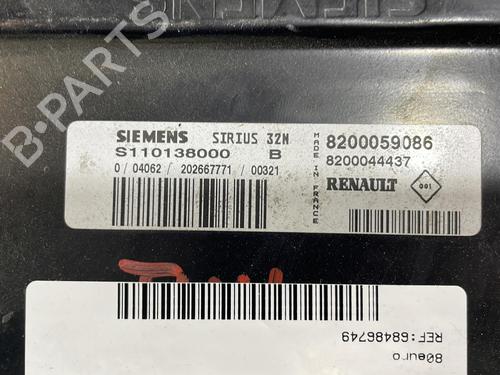 SIEMENS
B-PARTS
SIEMENS SIRIUS 32N
S110138000 B
0/04062/202667771/00321
MADE IN FRANCE
8200059086
8200044437
RENAULT 001
REF:68486749
80euro